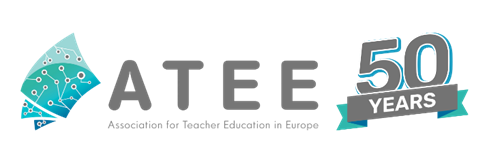 ATEE
Association for Teacher Education in Europe
50
YEARS